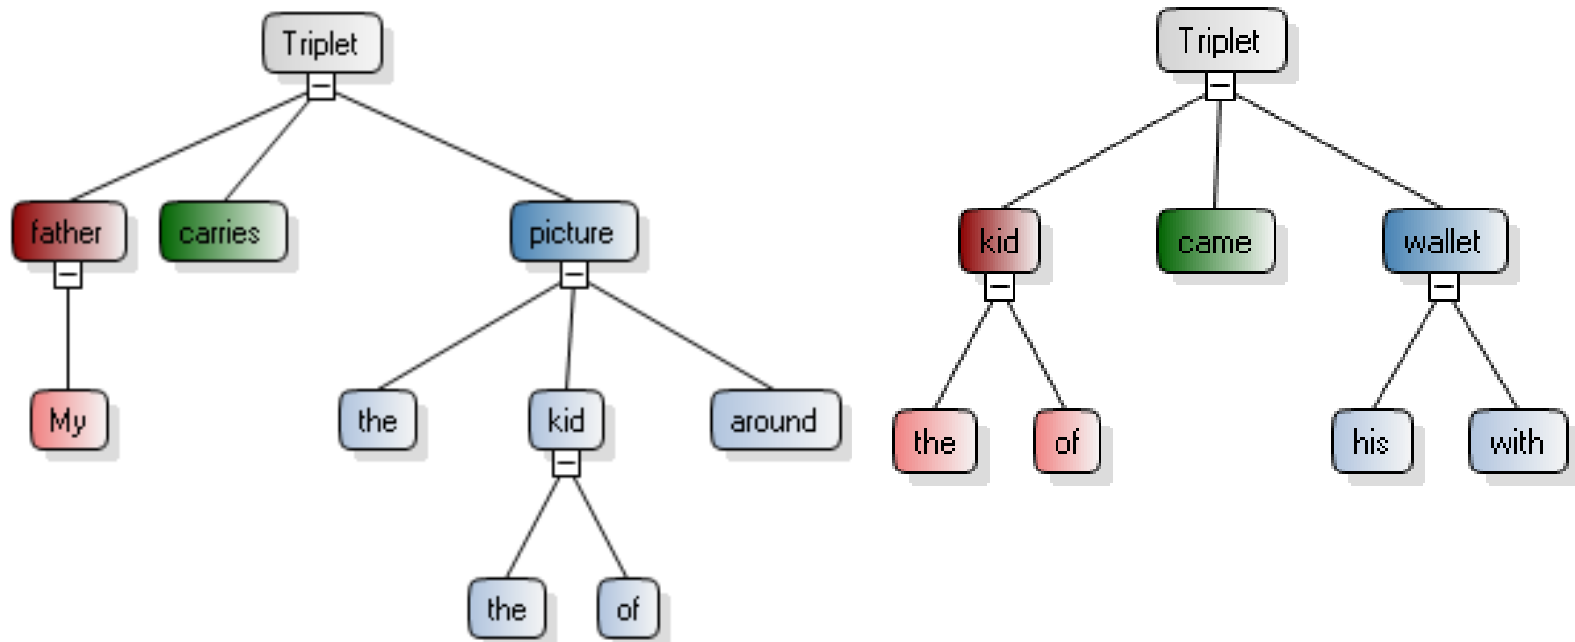 Triplet
father carries picture
My the kid around
the of
Triplet
kid came wallet
the of his with